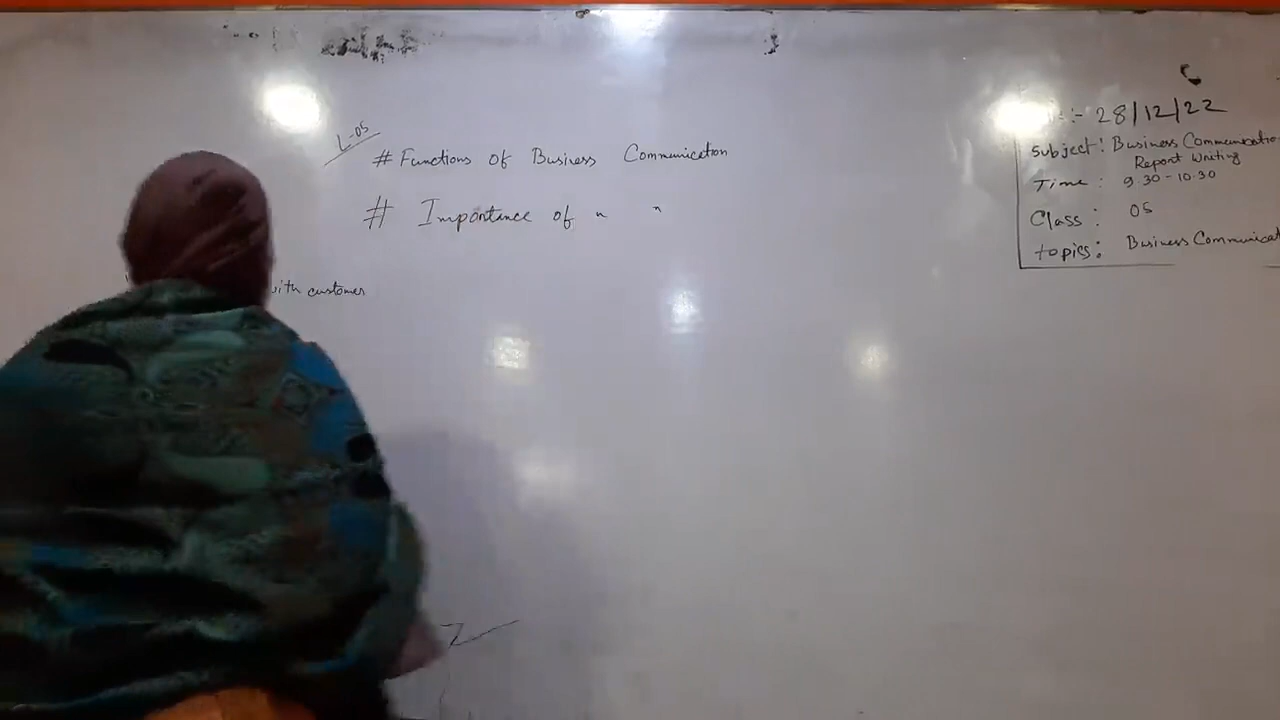 L-05
# Functions of Business Communication
# Importance of " "
with customer
:- 28/12/22
Subject: Business Communication
Report Writing
Time: 9.30-10.30
Class: 05
topics: Business Communicat